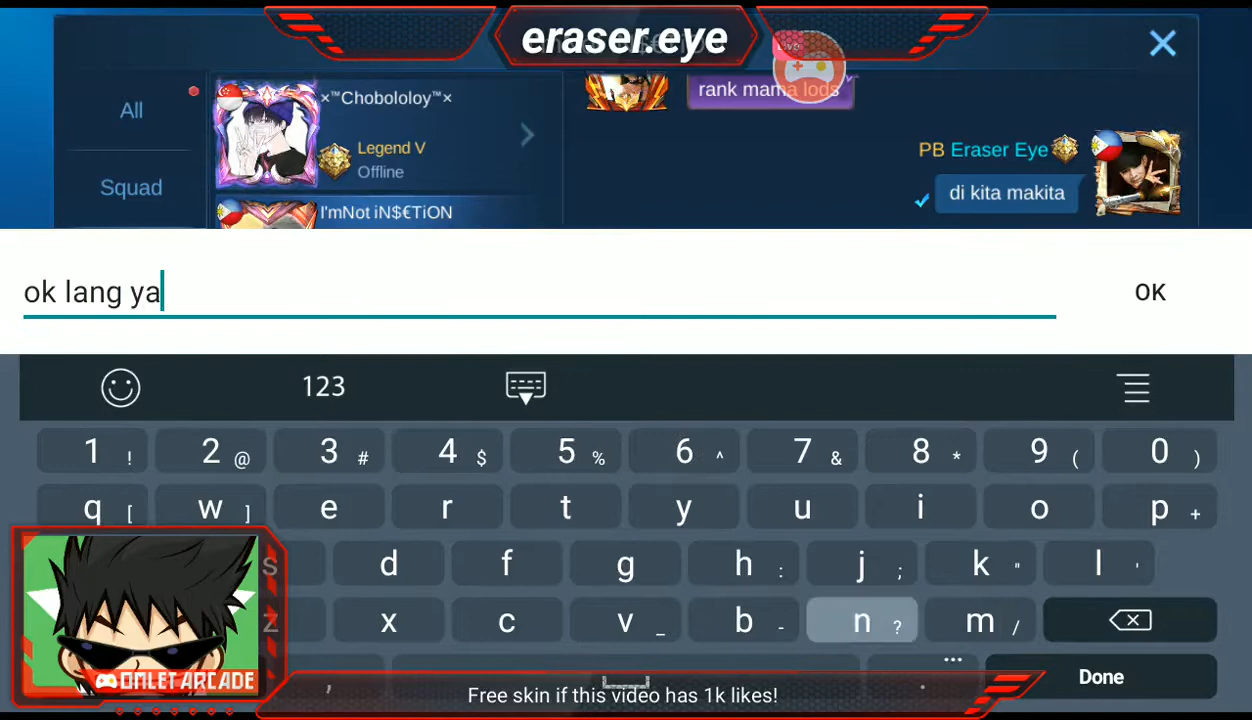 eraser.eye
Live
All
Squad
×™Chobololoy™×
Legend V
Offline
I'mNot iN$€TiON
rank mama lods
PB Eraser Eye
di kita makita
ok lang ya
OK
123
1 ! 2 @ 3 # 4 $ 5 % 6 ^ 7 & 8 * 9 ( 0 )
q [ w ] e r t y u i o p +
s d f g h : j ; k " l '
z x c v _ b - n ? m /
, . ... Done
OMLET ARCADE
Free skin if this video has 1k likes!